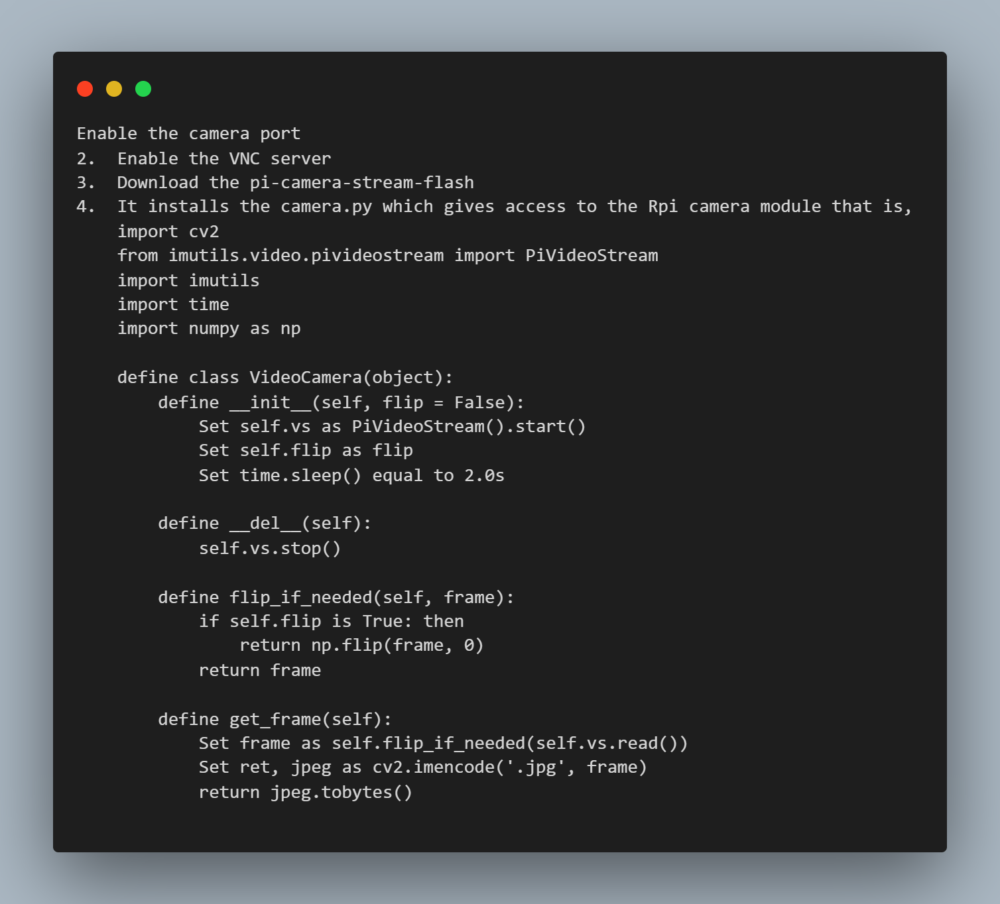 Enable the camera port
2.  Enable the VNC server
3.  Download the pi-camera-stream-flash
4.  It installs the camera.py which gives access to the Rpi camera module that is,
    import cv2
    from imutils.video.pivideostream import PiVideoStream
    import imutils
    import time
    import numpy as np

    define class VideoCamera(object):
        define __init__(self, flip = False):
            Set self.vs as PiVideoStream().start()
            Set self.flip as flip
            Set time.sleep() equal to 2.0s

        define __del__(self):
            self.vs.stop()

        define flip_if_needed(self, frame):
            if self.flip is True: then
                return np.flip(frame, 0)
            return frame

        define get_frame(self):
            Set frame as self.flip_if_needed(self.vs.read())
            Set ret, jpeg as cv2.imencode('.jpg', frame)
            return jpeg.tobytes()